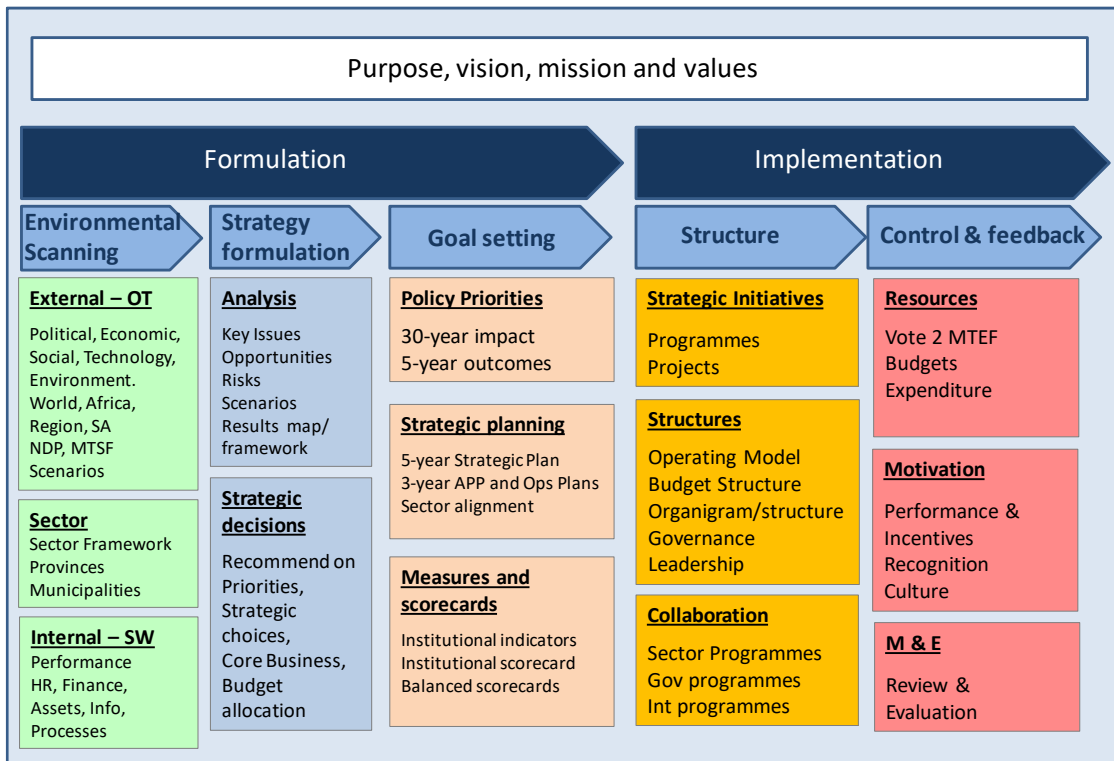 Purpose, vision, mission and values
Formulation
Implementation
Environmental
Scanning
Strategy
formulation
Goal setting
Structure
Control & feedback
External – OT
Political, Economic,
Social, Technology,
Environment.
World, Africa,
Region, SA
NDP, MTSF
Scenarios
Sector
Sector Framework
Provinces
Municipalities
Internal – SW
Performance
HR, Finance,
Assets, Info,
Processes
Analysis
Key Issues
Opportunities
Risks
Scenarios
Results map/
framework
Strategic
decisions
Recommend on
Priorities,
Strategic
choices,
Core Business,
Budget
allocation
Policy Priorities
30-year impact
5-year outcomes
Strategic planning
5-year Strategic Plan
3-year APP and Ops Plans
Sector alignment
Measures and
scorecards
Institutional indicators
Institutional scorecard
Balanced scorecards
Strategic Initiatives
Programmes
Projects
Structures
Operating Model
Budget Structure
Organigram/structure
Governance
Leadership
Collaboration
Sector Programmes
Gov programmes
Int programmes
Resources
Vote 2 MTEF
Budgets
Expenditure
Motivation
Performance &
Incentives
Recognition
Culture
M & E
Review &
Evaluation